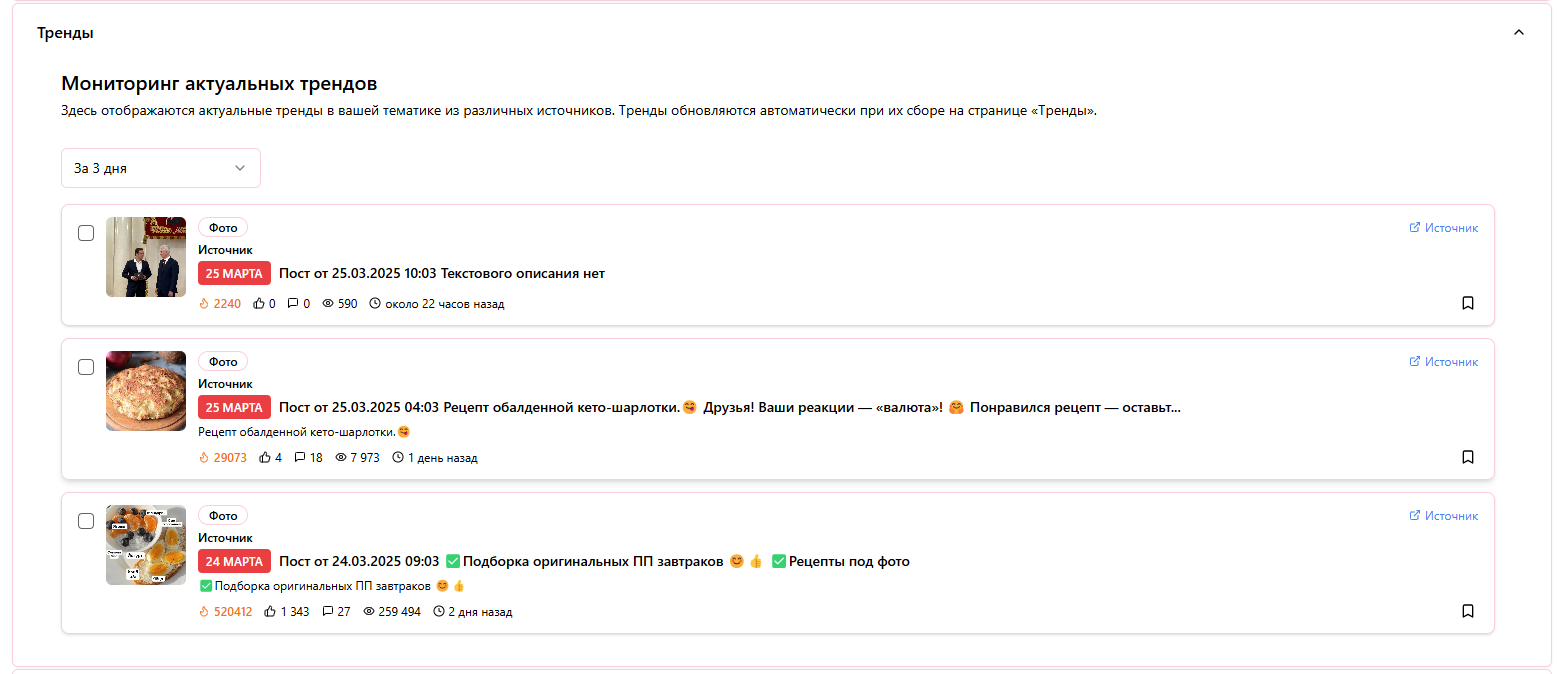 Тренды
Мониторинг актуальных трендов
Здесь отображаются актуальные тренды в вашей тематике из различных источников. Тренды обновляются автоматически при их сборе на странице «Тренды».
За 3 дня
Фото
Источник
Источник
25 МАРТА Пост от 25.03.2025 10:03 Текстового описания нет
2240 0 0 590 около 22 часов назад
Фото
Источник
Источник
25 МАРТА Пост от 25.03.2025 04:03 Рецепт обалденной кето-шарлотки.😋 Друзья! Ваши реакции — «валюта»! 🤗 Понравился рецепт — оставьт...
Рецепт обалденной кето-шарлотки.😋
29073 4 18 7 973 1 день назад
Фото
Источник
Источник
24 МАРТА Пост от 24.03.2025 09:03 ✅Подборка оригинальных ПП завтраков 😊 👍 ✅Рецепты под фото
✅Подборка оригинальных ПП завтраков 😊 👍
520412 1 343 27 259 494 2 дня назад